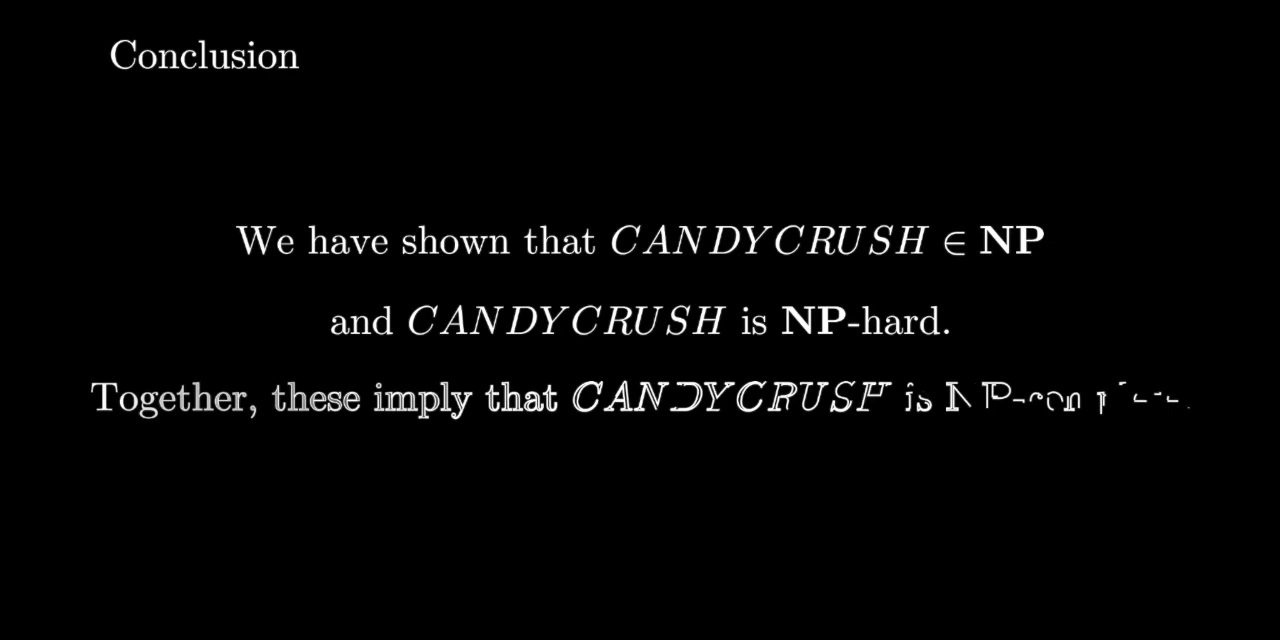 Conclusion
We have shown that CANDYCRUSH ∈ NP
and CANDYCRUSH is NP-hard.
Together, these imply that CANDYCRUSH is